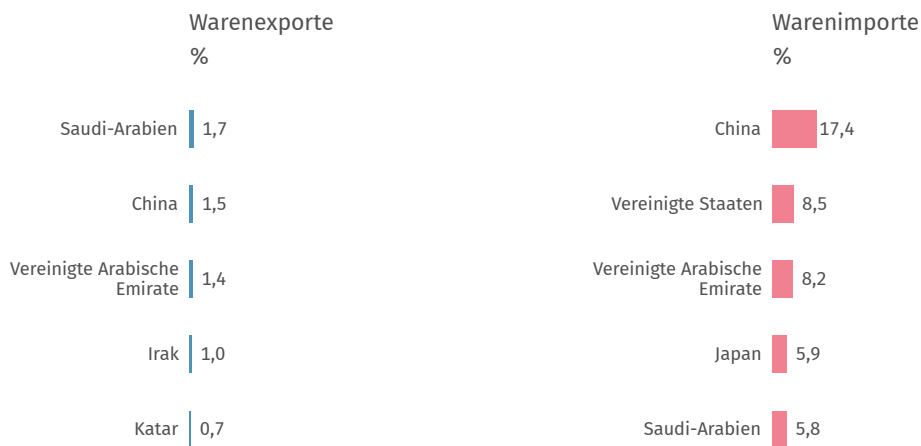 Warenexporte
%
Saudi-Arabien 1,7
China 1,5
Vereinigte Arabische
Emirate 1,4
Irak 1,0
Katar 0,7
Warenimporte
%
China 17,4
Vereinigte Staaten 8,5
Vereinigte Arabische
Emirate 8,2
Japan 5,9
Saudi-Arabien 5,8